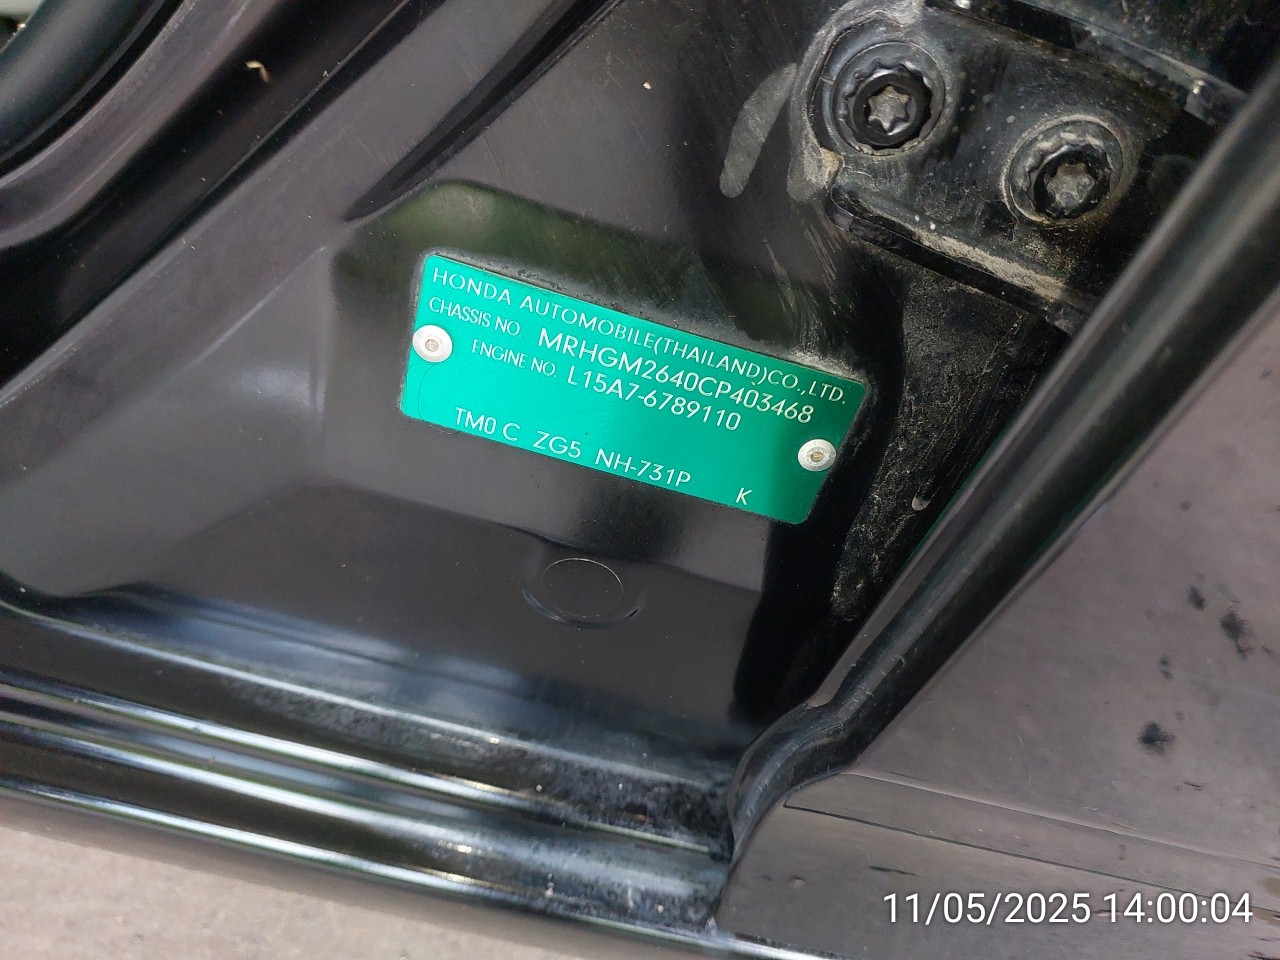 HONDA AUTOMOBILE(THAILAND)CO.,LTD.
CHASSIS NO. MRHGM2640CP403468
ENGINE NO. L15A7-6789110
TM0 C ZG5 NH-731P K
11/05/2025 14:00:04